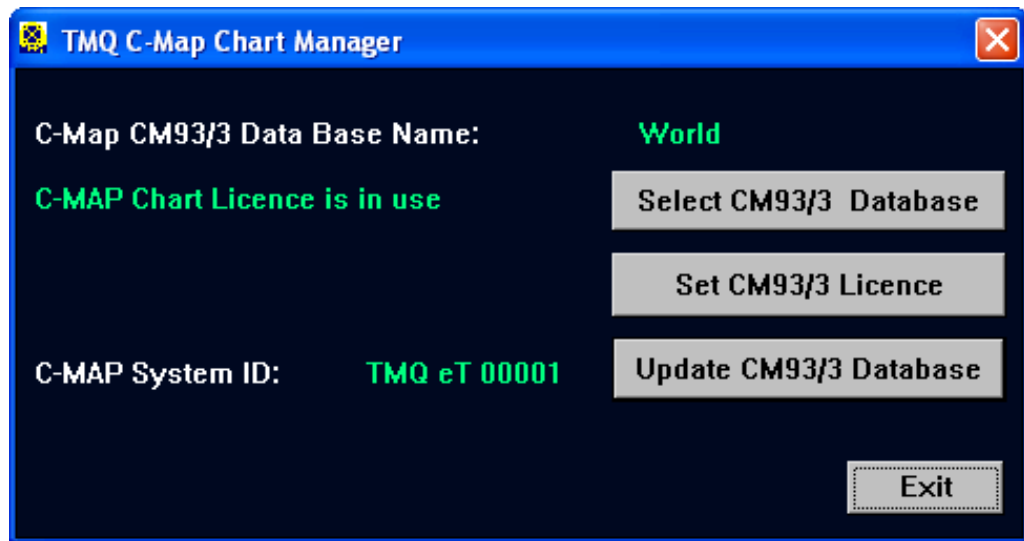 TMQ C-Map Chart Manager
C-Map CM93/3 Data Base Name: World
C-MAP Chart Licence is in use
Select CM93/3 Database
Set CM93/3 Licence
C-MAP System ID: TMQ eT 00001
Update CM93/3 Database
Exit